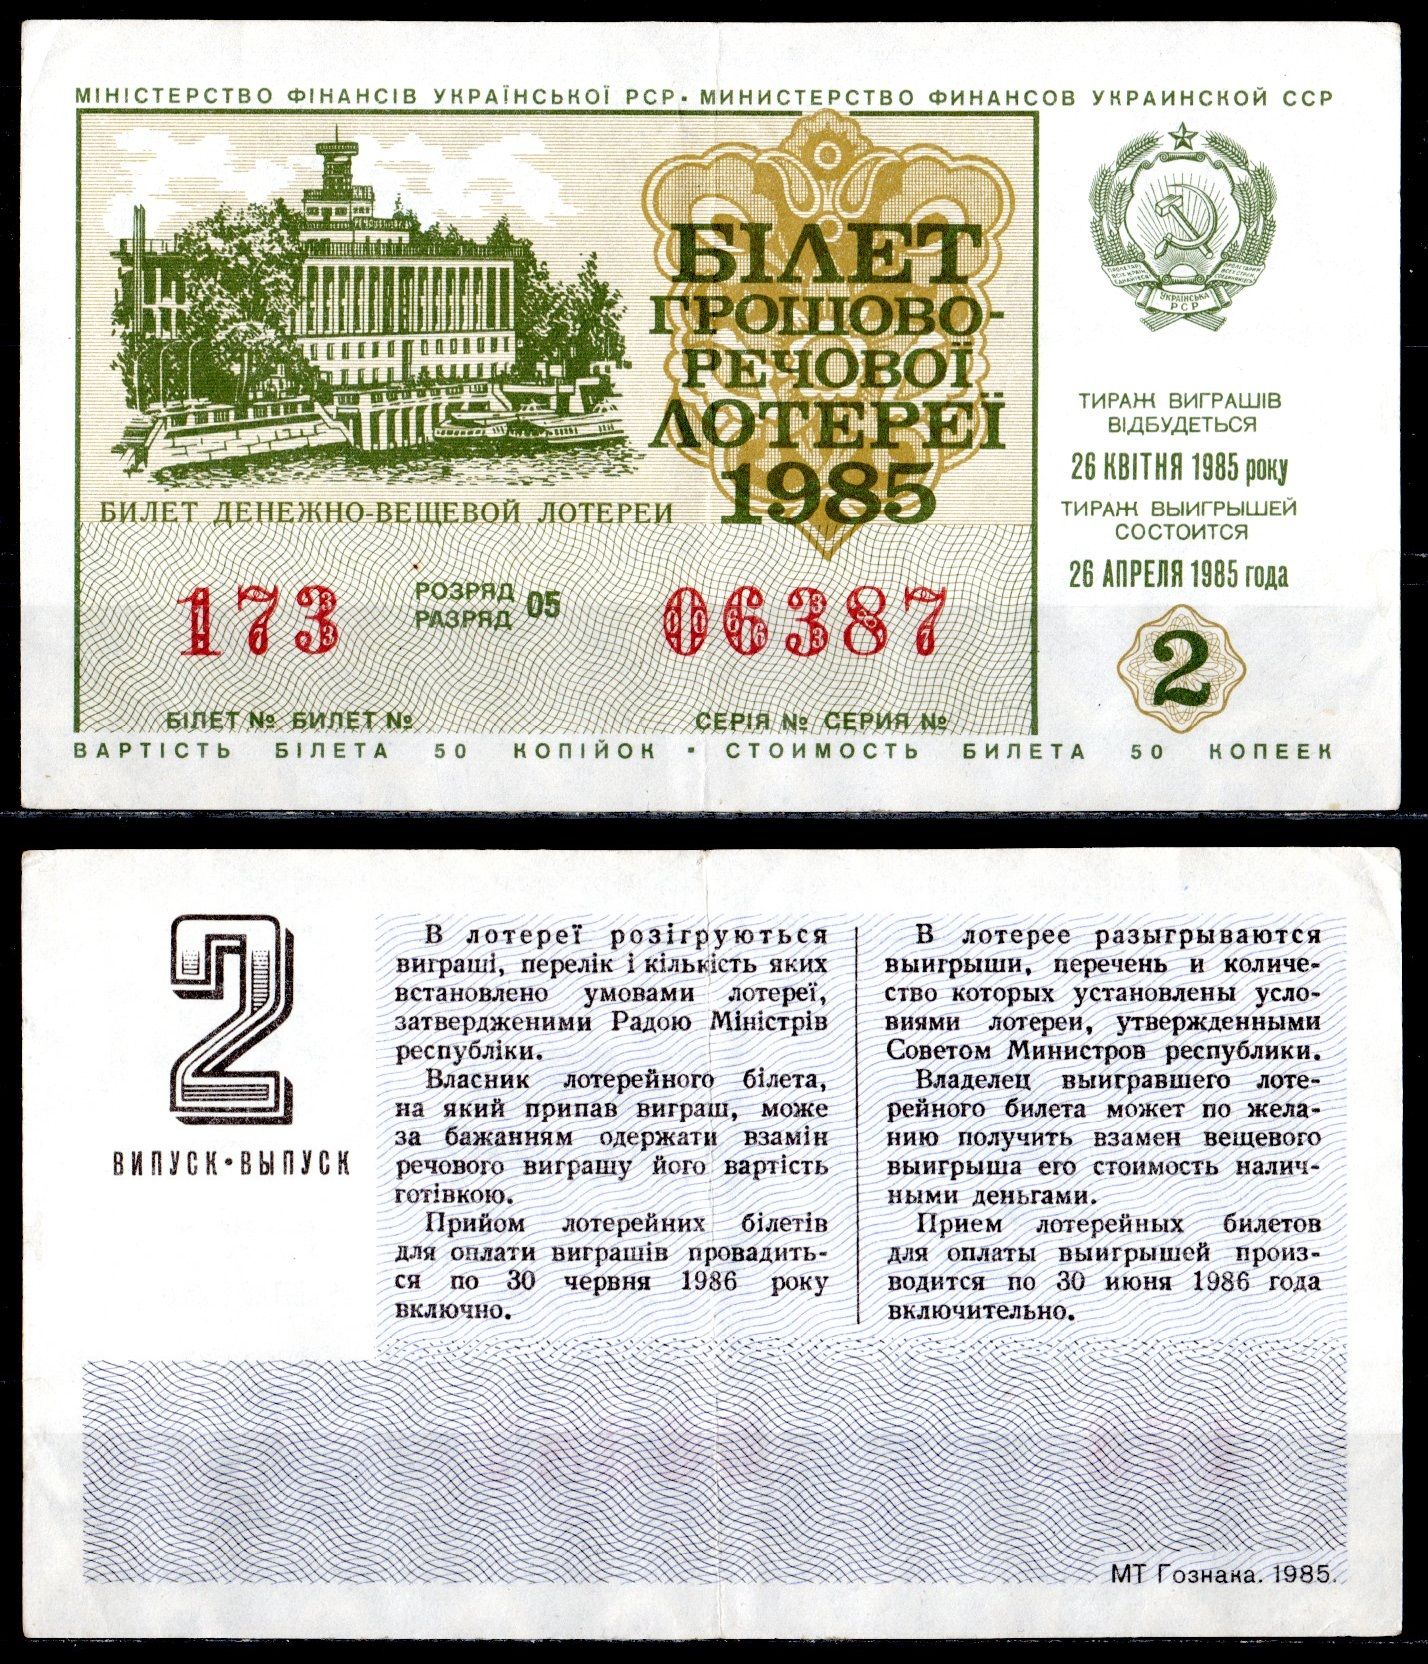 МІНІСТЕРСТВО ФІНАНСІВ УКРАЇНСЬКОЇ РСР • МИНИСТЕРСТВО ФИНАНСОВ УКРАИНСКОЙ ССР
БІЛЕТ
ГРОШОВО-
РЕЧОВОЇ
ЛОТЕРЕЇ
1985
БИЛЕТ ДЕНЕЖНО-ВЕЩЕВОЙ ЛОТЕРЕИ
УКРАЇНСЬКА
РСР
ТИРАЖ ВИГРАШІВ
ВІДБУДЕТЬСЯ
26 КВІТНЯ 1985 року
ТИРАЖ ВЫИГРЫШЕЙ
СОСТОИТСЯ
26 АПРЕЛЯ 1985 года
2
173
РОЗРЯД
РАЗРЯД
05
06387
БІЛЕТ № БИЛЕТ №
СЕРІЯ № СЕРИЯ №
ВАРТІСТЬ БІЛЕТА 50 КОПІЙОК • СТОИМОСТЬ БИЛЕТА 50 КОПЕЕК
2
ВИПУСК • ВЫПУСК
В лотереї розігруються
виграші, перелік і кількість яких
встановлено умовами лотереї,
затвердженими Радою Міністрів
республіки.
Власник лотерейного білета,
на який припав виграш, може
за бажанням одержати взамін
речового виграшу його вартість
готівкою.
Прийом лотерейних білетів
для оплати виграшів провадить-
ся по 30 червня 1986 року
включно.
В лотерее разыгрываются
выигрыши, перечень и количе-
ство которых установлены усло-
виями лотереи, утвержденными
Советом Министров республики.
Владелец выигравшего лоте-
рейного билета может по жела-
нию получить взамен вещевого
выигрыша его стоимость налич-
ными деньгами.
Прием лотерейных билетов
для оплаты выигрышей произ-
водится по 30 июня 1986 года
включительно.
МТ Гознака. 1985.